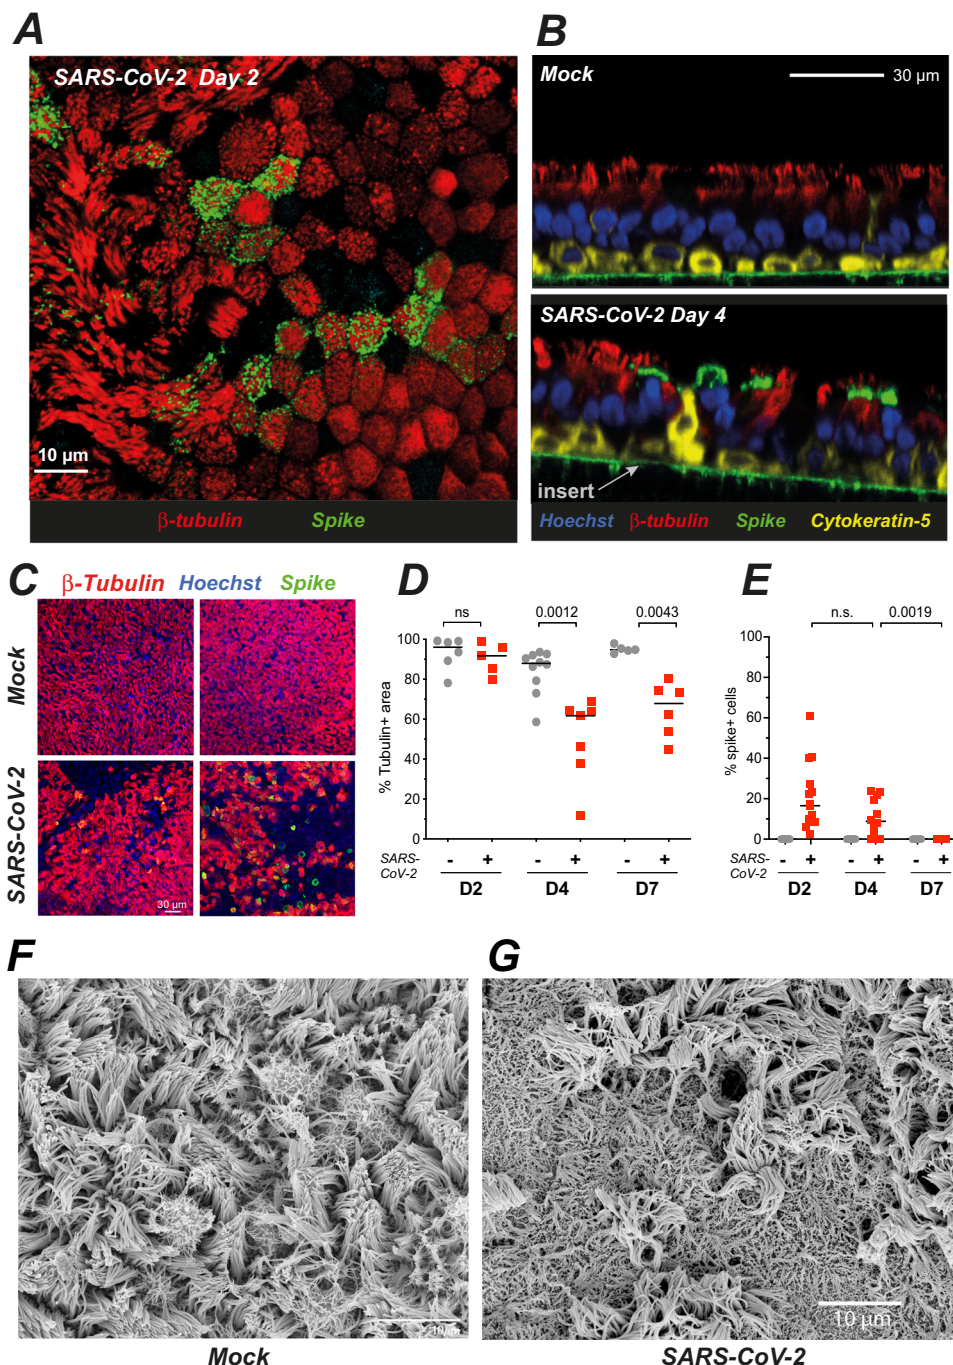 A
B
SARS-CoV-2 Day 2
10 µm
β-tubulin Spike
Mock
30 µm
SARS-CoV-2 Day 4
insert
Hoechst β-tubulin Spike Cytokeratin-5
C
β-Tubulin Hoechst Spike
Mock
SARS-CoV-2
30 µm
D
ns
0.0012
0.0043
% Tubulin+ area
100
80
60
40
20
0
SARS-CoV-2
- + - + - +
D2 D4 D7
E
n.s.
0.0019
% spike+ cells
100
80
60
40
20
0
SARS-CoV-2
- + - + - +
D2 D4 D7
F
10µm
Mock
G
10 µm
SARS-CoV-2